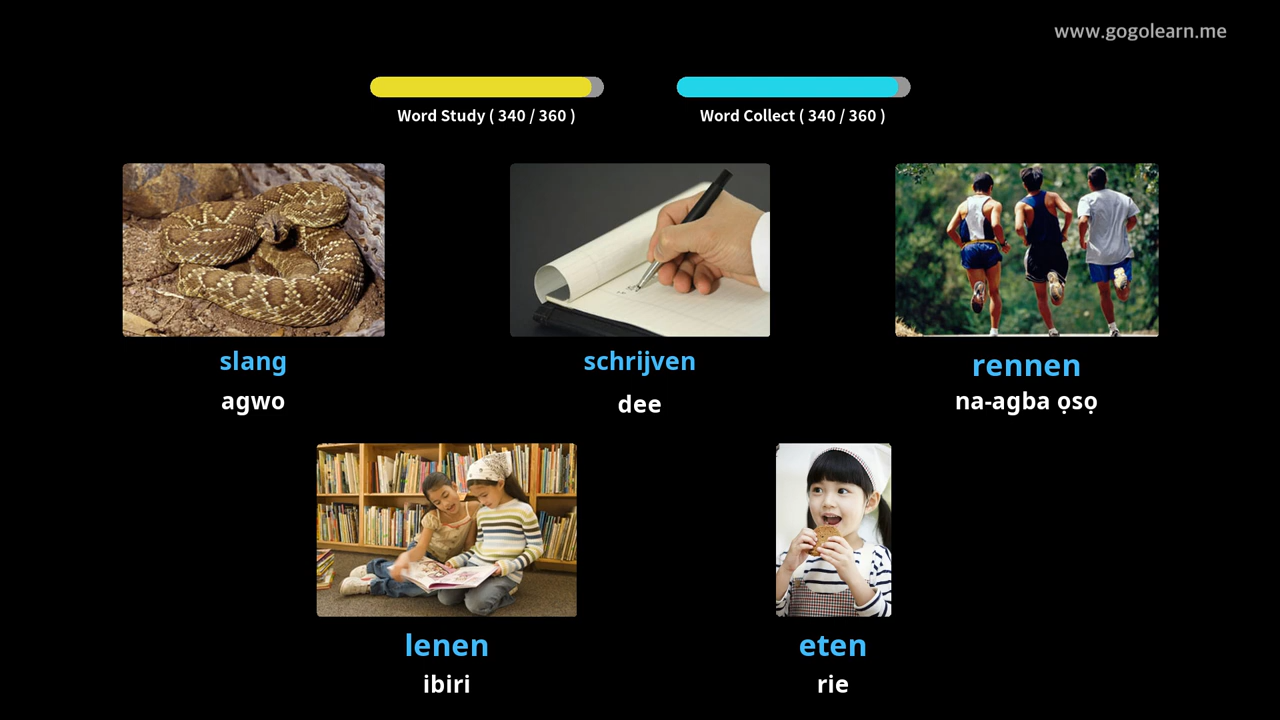 www.gogolearn.me
Word Study ( 340 / 360 )
Word Collect ( 340 / 360 )
slang
agwo
schrijven
dee
rennen
na-agba ọsọ
lenen
ibiri
eten
rie